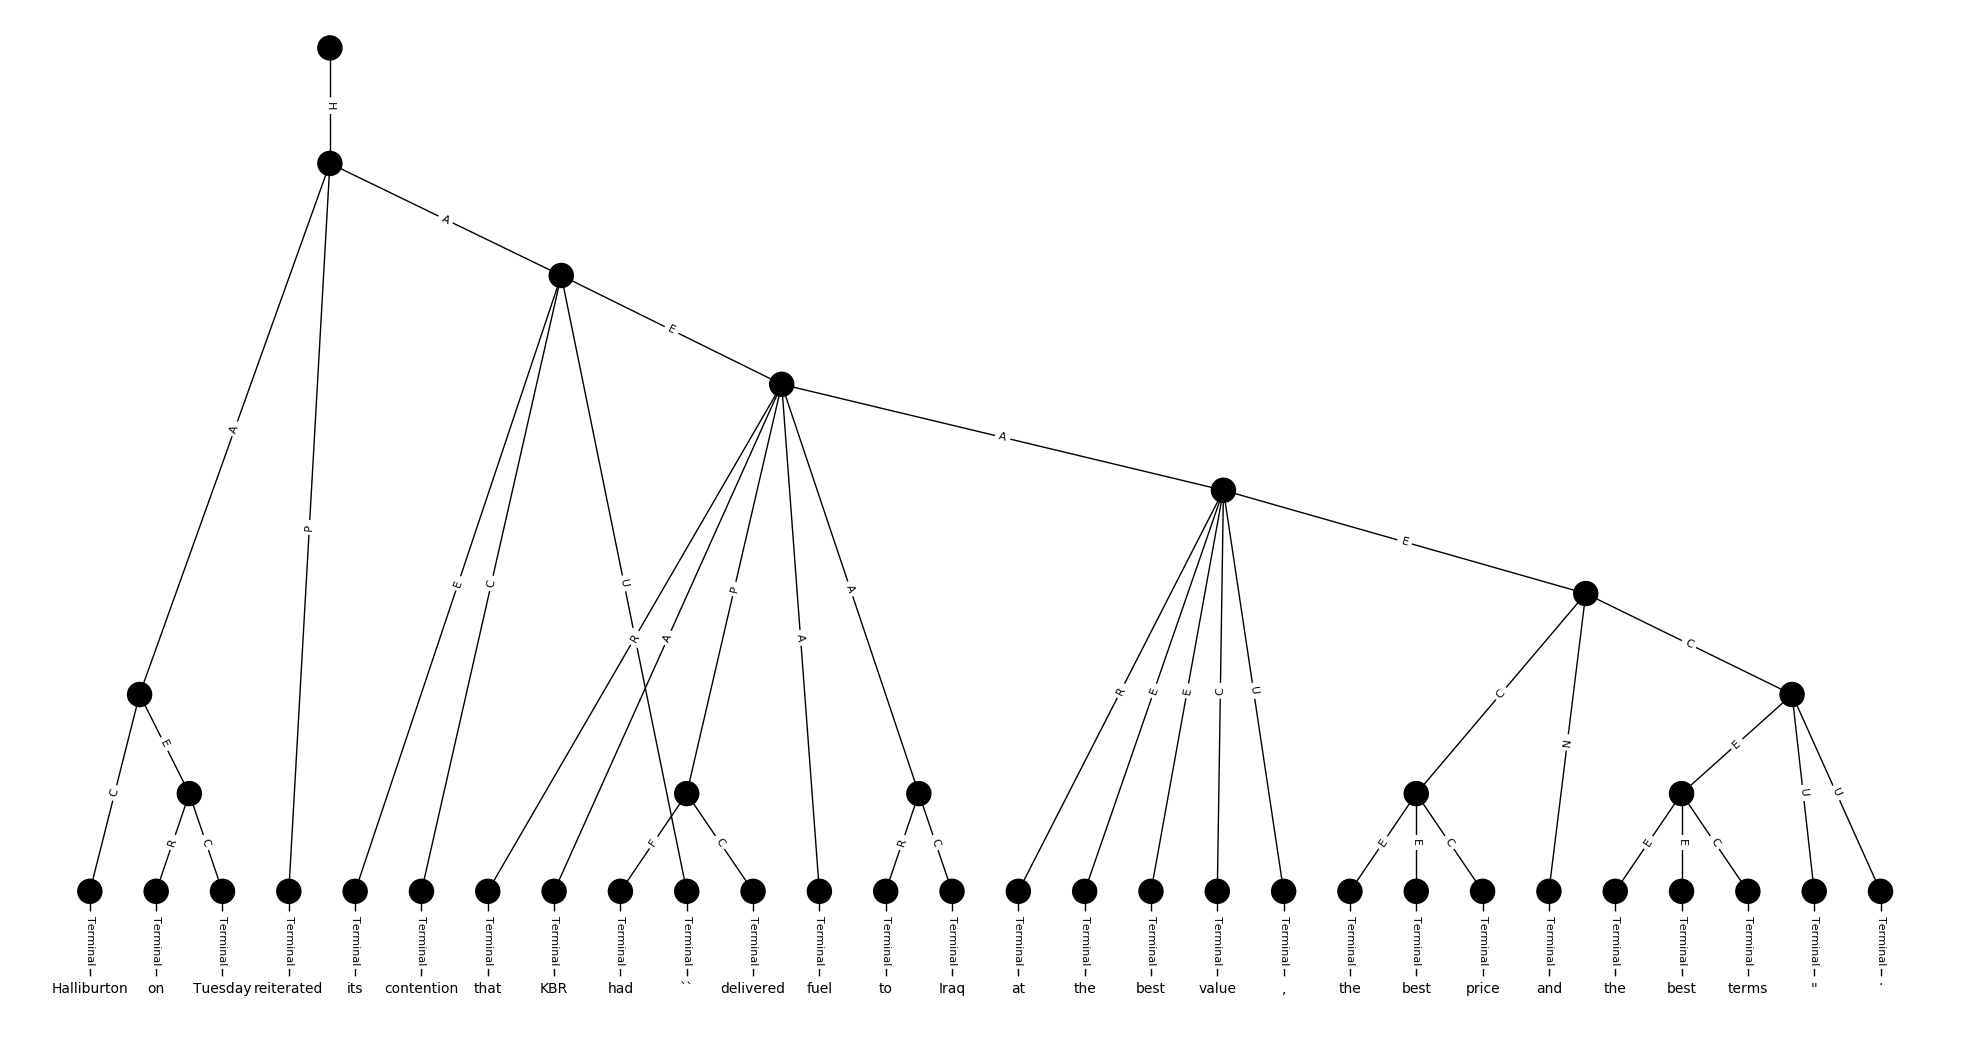 H
A
E
A
A
E
P
E
C
U
A
R
A
P
A
C
C
R
E
E
C
U
E
N
E
C
U
U
R
C
F
C
R
C
E
E
C
E
E
C
Terminal Terminal Terminal Terminal Terminal Terminal Terminal Terminal Terminal Terminal Terminal Terminal Terminal Terminal Terminal Terminal Terminal Terminal Terminal Terminal Terminal Terminal Terminal Terminal Terminal Terminal Terminal Terminal
Halliburton on Tuesday reiterated its contention that KBR had `` delivered fuel to Iraq at the best value , the best price and the best terms " .